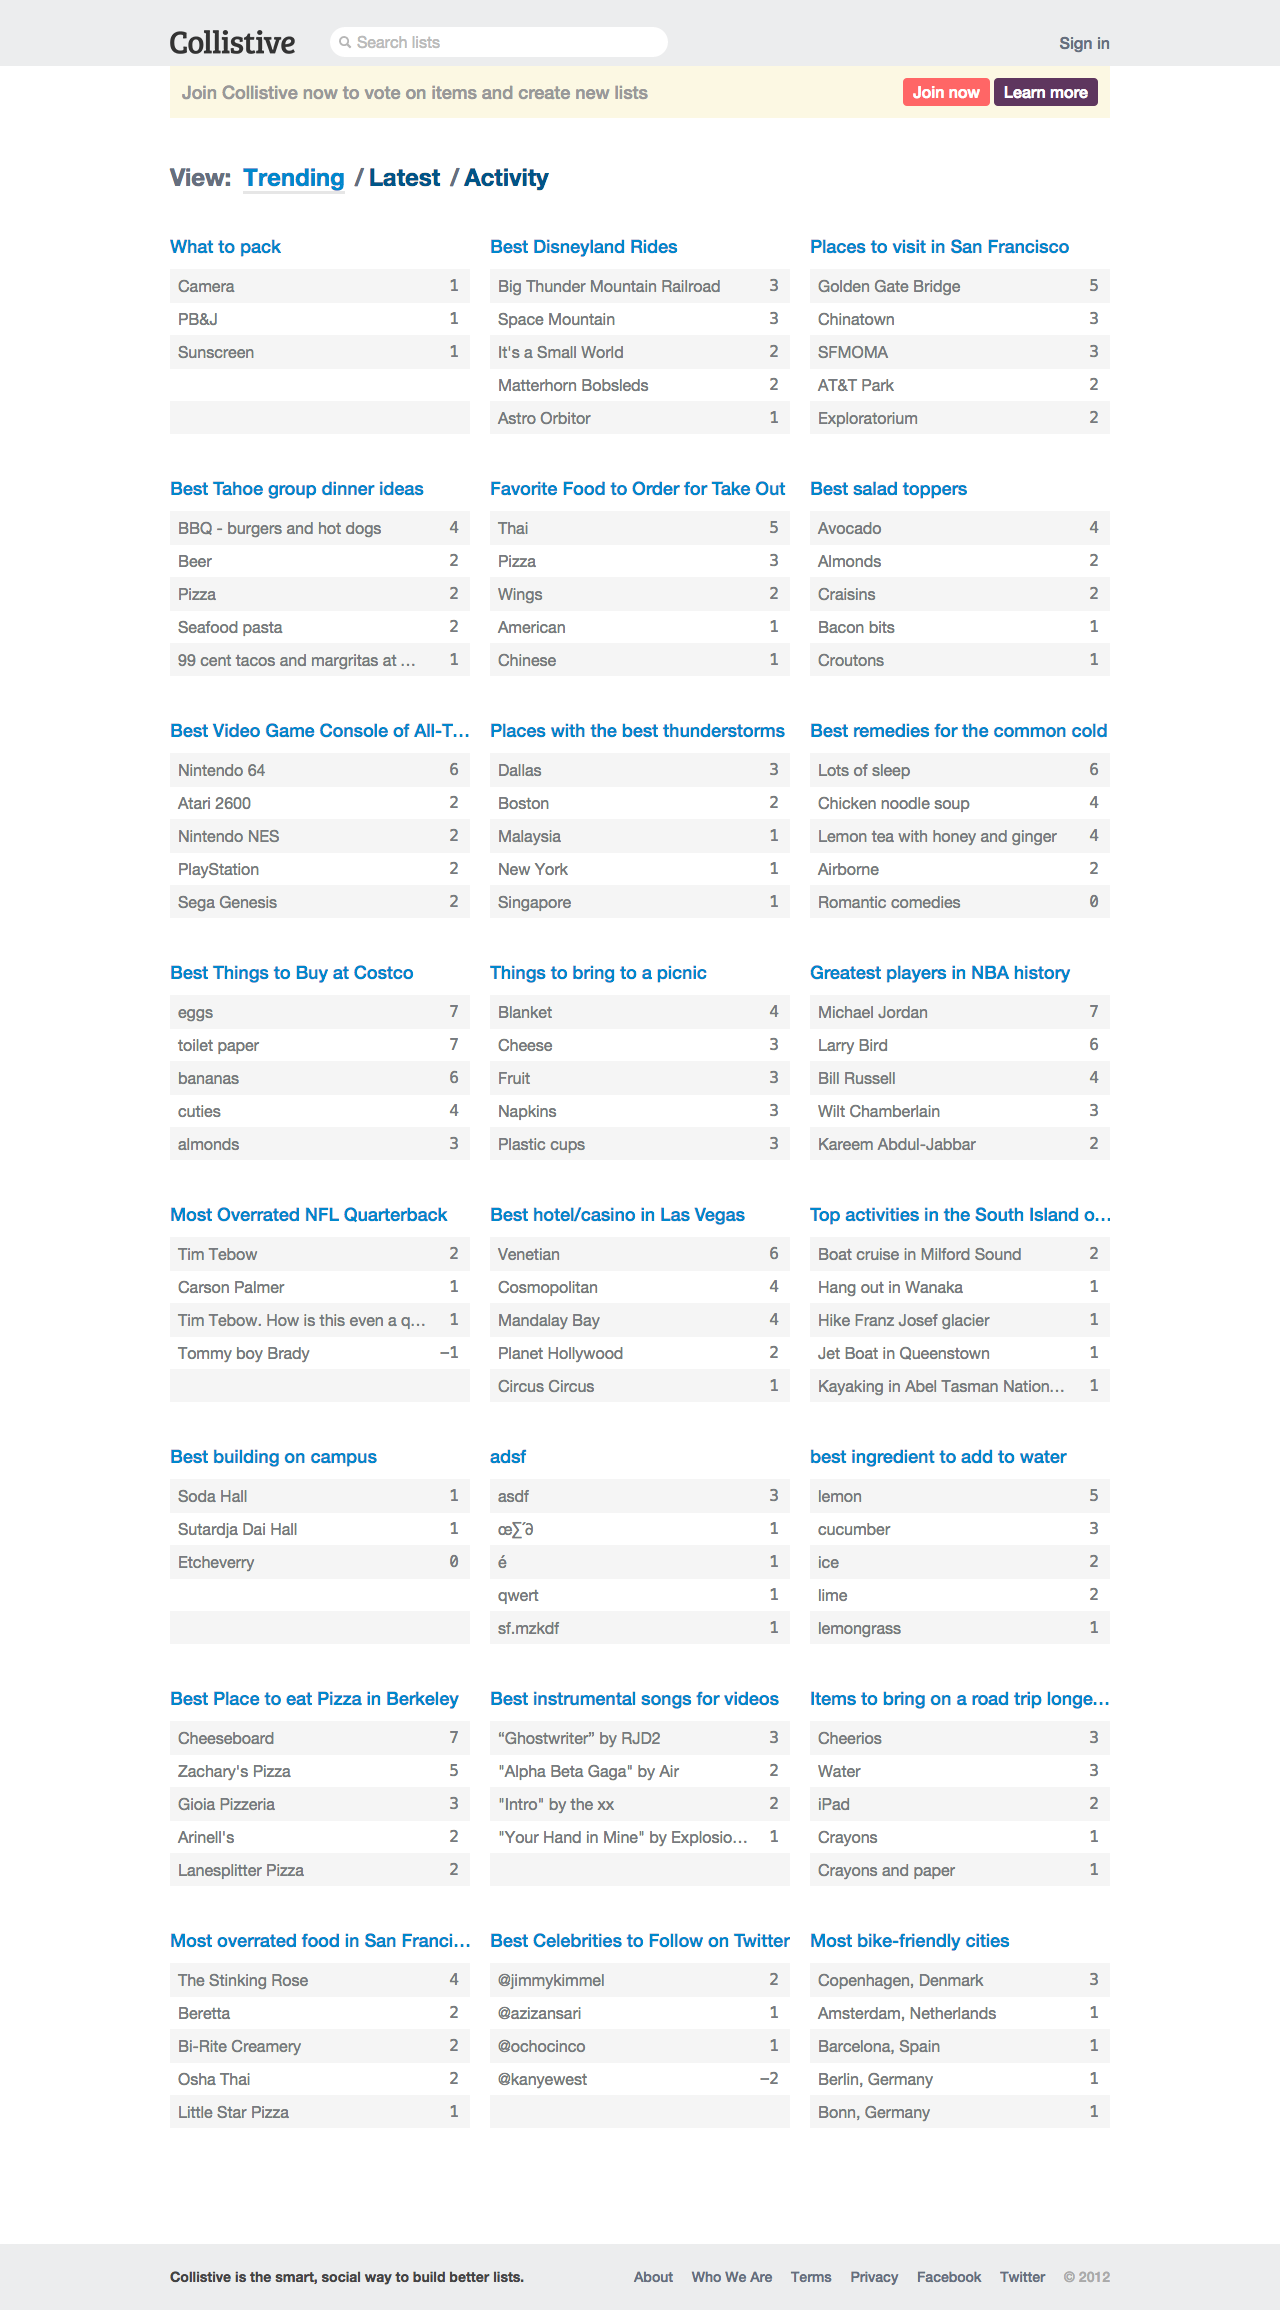 Collistive
Search lists
Sign in
Join Collistive now to vote on items and create new lists
Join now
Learn more
View: Trending / Latest / Activity
What to pack
Camera 1
PB&J 1
Sunscreen 1
Best Disneyland Rides
Big Thunder Mountain Railroad 3
Space Mountain 3
It's a Small World 2
Matterhorn Bobsleds 2
Astro Orbitor 1
Places to visit in San Francisco
Golden Gate Bridge 5
Chinatown 3
SFMOMA 3
AT&T Park 2
Exploratorium 2
Best Tahoe group dinner ideas
BBQ - burgers and hot dogs 4
Beer 2
Pizza 2
Seafood pasta 2
99 cent tacos and margritas at … 1
Favorite Food to Order for Take Out
Thai 5
Pizza 3
Wings 2
American 1
Chinese 1
Best salad toppers
Avocado 4
Almonds 2
Craisins 2
Bacon bits 1
Croutons 1
Best Video Game Console of All-T…
Nintendo 64 6
Atari 2600 2
Nintendo NES 2
PlayStation 2
Sega Genesis 2
Places with the best thunderstorms
Dallas 3
Boston 2
Malaysia 1
New York 1
Singapore 1
Best remedies for the common cold
Lots of sleep 6
Chicken noodle soup 4
Lemon tea with honey and ginger 4
Airborne 2
Romantic comedies 0
Best Things to Buy at Costco
eggs 7
toilet paper 7
bananas 6
cuties 4
almonds 3
Things to bring to a picnic
Blanket 4
Cheese 3
Fruit 3
Napkins 3
Plastic cups 3
Greatest players in NBA history
Michael Jordan 7
Larry Bird 6
Bill Russell 4
Wilt Chamberlain 3
Kareem Abdul-Jabbar 2
Most Overrated NFL Quarterback
Tim Tebow 2
Carson Palmer 1
Tim Tebow. How is this even a q… 1
Tommy boy Brady −1
Best hotel/casino in Las Vegas
Venetian 6
Cosmopolitan 4
Mandalay Bay 4
Planet Hollywood 2
Circus Circus 1
Top activities in the South Island o…
Boat cruise in Milford Sound 2
Hang out in Wanaka 1
Hike Franz Josef glacier 1
Jet Boat in Queenstown 1
Kayaking in Abel Tasman Nation… 1
Best building on campus
Soda Hall 1
Sutardja Dai Hall 1
Etcheverry 0
adsf
asdf 3
œ∑´∂ 1
é 1
qwert 1
sf.mzkdf 1
best ingredient to add to water
lemon 5
cucumber 3
ice 2
lime 2
lemongrass 1
Best Place to eat Pizza in Berkeley
Cheeseboard 7
Zachary's Pizza 5
Gioia Pizzeria 3
Arinell's 2
Lanesplitter Pizza 2
Best instrumental songs for videos
“Ghostwriter” by RJD2 3
"Alpha Beta Gaga" by Air 2
"Intro" by the xx 2
"Your Hand in Mine" by Explosio… 1
Items to bring on a road trip longe…
Cheerios 3
Water 3
iPad 2
Crayons 1
Crayons and paper 1
Most overrated food in San Franci…
The Stinking Rose 4
Beretta 2
Bi-Rite Creamery 2
Osha Thai 2
Little Star Pizza 1
Best Celebrities to Follow on Twitter
@jimmykimmel 2
@azizansari 1
@ochocinco 1
@kanyewest −2
Most bike-friendly cities
Copenhagen, Denmark 3
Amsterdam, Netherlands 1
Barcelona, Spain 1
Berlin, Germany 1
Bonn, Germany 1
Collistive is the smart, social way to build better lists.
About Who We Are Terms Privacy Facebook Twitter © 2012